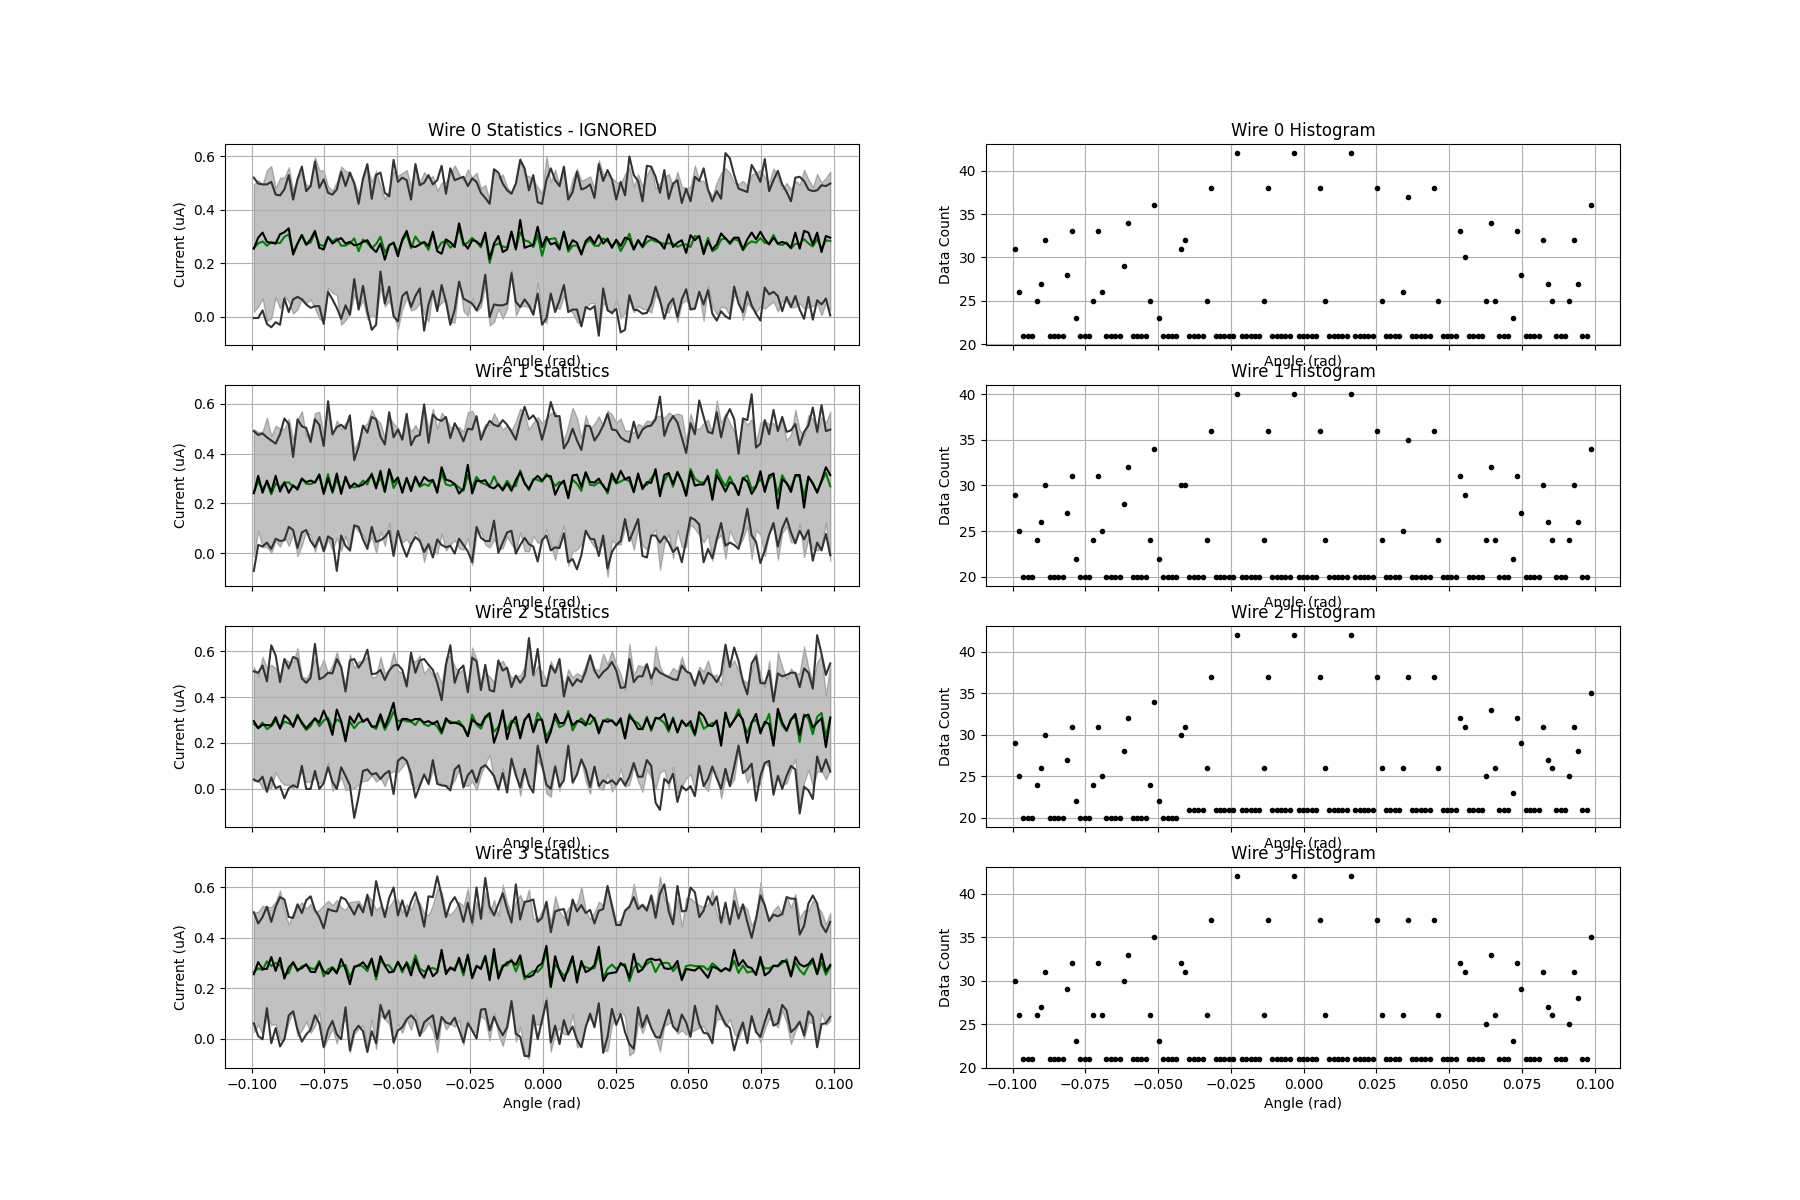 Wire 0 Statistics - IGNORED
Wire 0 Histogram
Current (uA)
0.6
0.4
0.2
0.0
Angle (rad)
Data Count
40
35
30
25
20
Angle (rad)
Wire 1 Statistics
Wire 1 Histogram
Current (uA)
0.6
0.4
0.2
0.0
Angle (rad)
Data Count
40
35
30
25
20
Angle (rad)
Wire 2 Statistics
Wire 2 Histogram
Current (uA)
0.6
0.4
0.2
0.0
Angle (rad)
Data Count
40
35
30
25
20
Angle (rad)
Wire 3 Statistics
Wire 3 Histogram
Current (uA)
0.6
0.4
0.2
0.0
−0.100 −0.075 −0.050 −0.025 0.000 0.025 0.050 0.075 0.100
Angle (rad)
Data Count
40
35
30
25
20
−0.100 −0.075 −0.050 −0.025 0.000 0.025 0.050 0.075 0.100
Angle (rad)